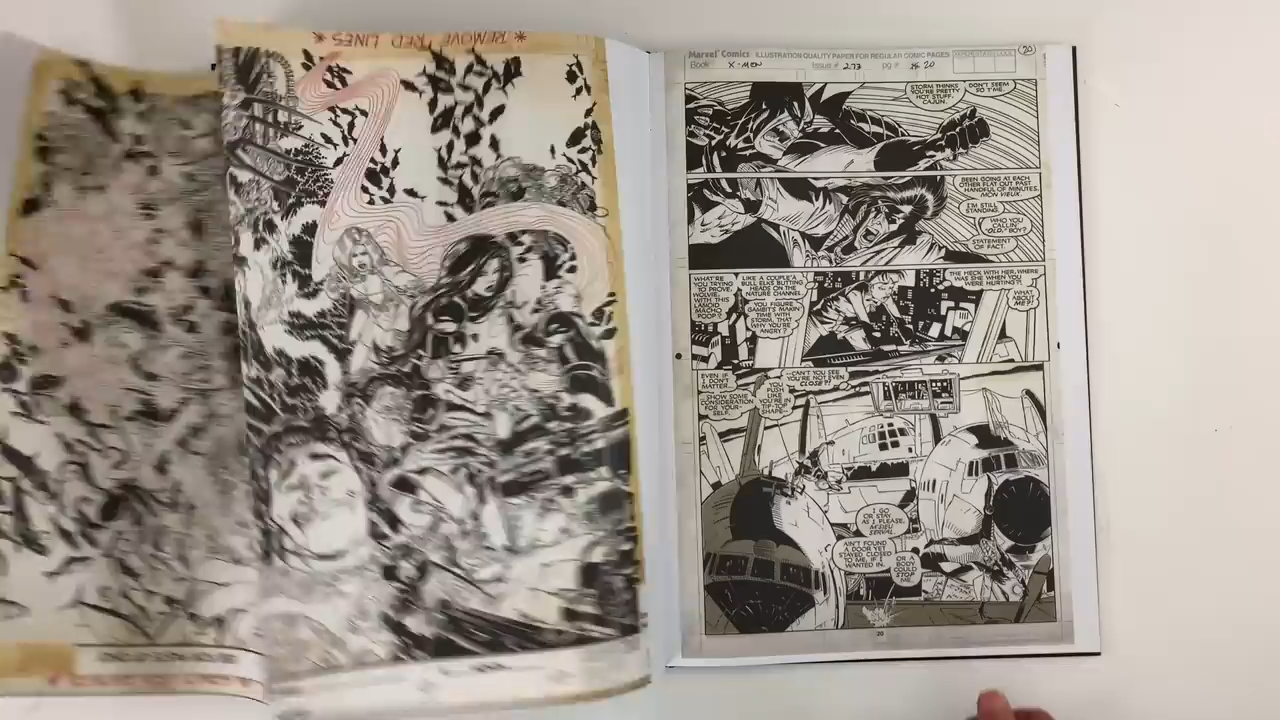 * REMOVE RED LINES *
Marvel Comics ILLUSTRATION QUALITY PAPER FOR REGULAR COMIC PAGES
20
Book X-MEN Issue # 273 pg # 20
STORM THINKS
YOU'RE PRETTY
HOT STUFF,
CAJUN.
DON'T SEEM
SO T'ME.
BEEN GOING AT EACH
OTHER FLAT OUT PAST
HANDFUL OF MINUTES,
MON VIEUX.
I'M STILL
STANDING.
WHO YOU
CALLIN'
"OLD," BOY?
STATEMENT
OF FACT.
WHAT'RE
YOU TRYING
TO PROVE,
WOLVIE,
WITH THIS
LAMOID
MACHO
POOP?
LIKE A COUPLE'A
BULL ELKS BUTTING
HEADS ON THE
NATURE CHANNEL.
YOU FIGURE
GAMBIT'S MAKIN'
TIME WITH
STORM, THAT
WHY YOU'RE
ANGRY?
THE HECK WITH HER, WHERE
WAS SHE WHEN YOU
WERE HURTING?!
WHAT
ABOUT
ME?!
EVEN IF
I DON'T
MATTER--
--SHOW SOME
CONSIDERATION
FOR YOUR-
SELF.
YOU
PUSH
LIKE
YOU'RE IN
TIP-TOP
SHAPE--
--CAN'T YOU SEE
YOU'RE NOT EVEN
CLOSE?!
I GO
OR STAY
AS I PLEASE,
M'SIEU
AIN'T FOUND
A DOOR YET
STAYED CLOSED
TO ME, IF I
WANTED IN.
OR A
BODY
COULD
STOP
ME.
20